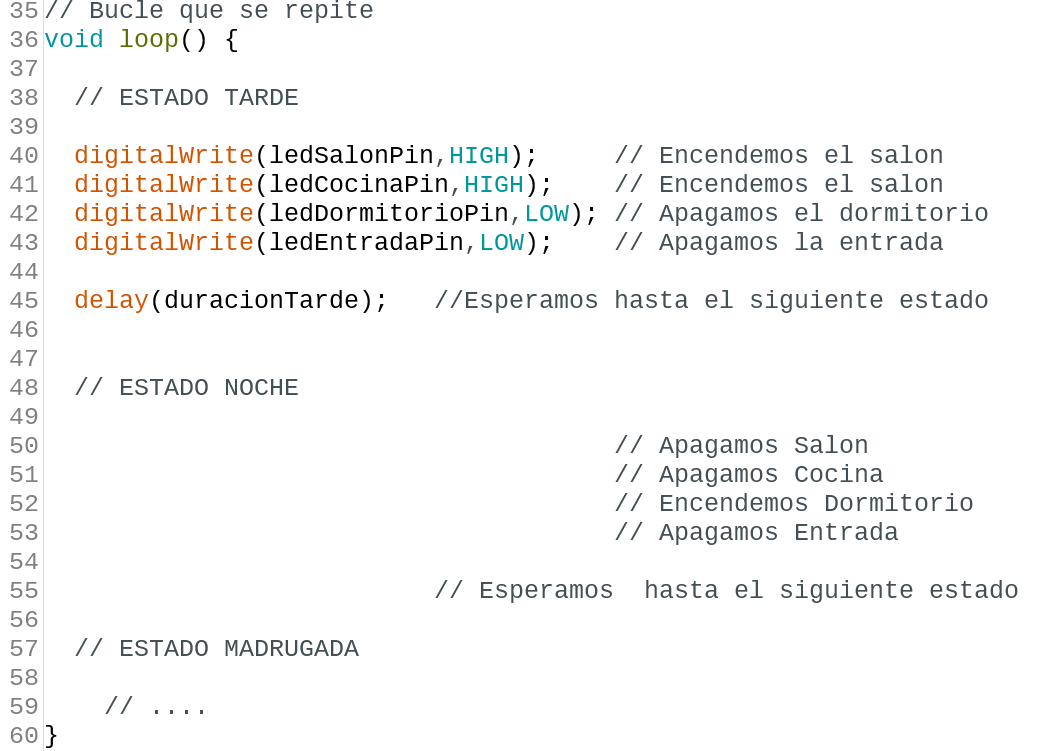 35 // Bucle que se repite
36 void loop() {
37
38   // ESTADO TARDE
39
40   digitalWrite(ledSalonPin,HIGH);     // Encendemos el salon
41   digitalWrite(ledCocinaPin,HIGH);    // Encendemos el salon
42   digitalWrite(ledDormitorioPin,LOW); // Apagamos el dormitorio
43   digitalWrite(ledEntradaPin,LOW);    // Apagamos la entrada
44
45   delay(duracionTarde);   //Esperamos hasta el siguiente estado
46
47
48   // ESTADO NOCHE
49
50                                       // Apagamos Salon
51                                       // Apagamos Cocina
52                                       // Encendemos Dormitorio
53                                       // Apagamos Entrada
54
55                           // Esperamos  hasta el siguiente estado
56
57   // ESTADO MADRUGADA
58
59     // ....
60 }